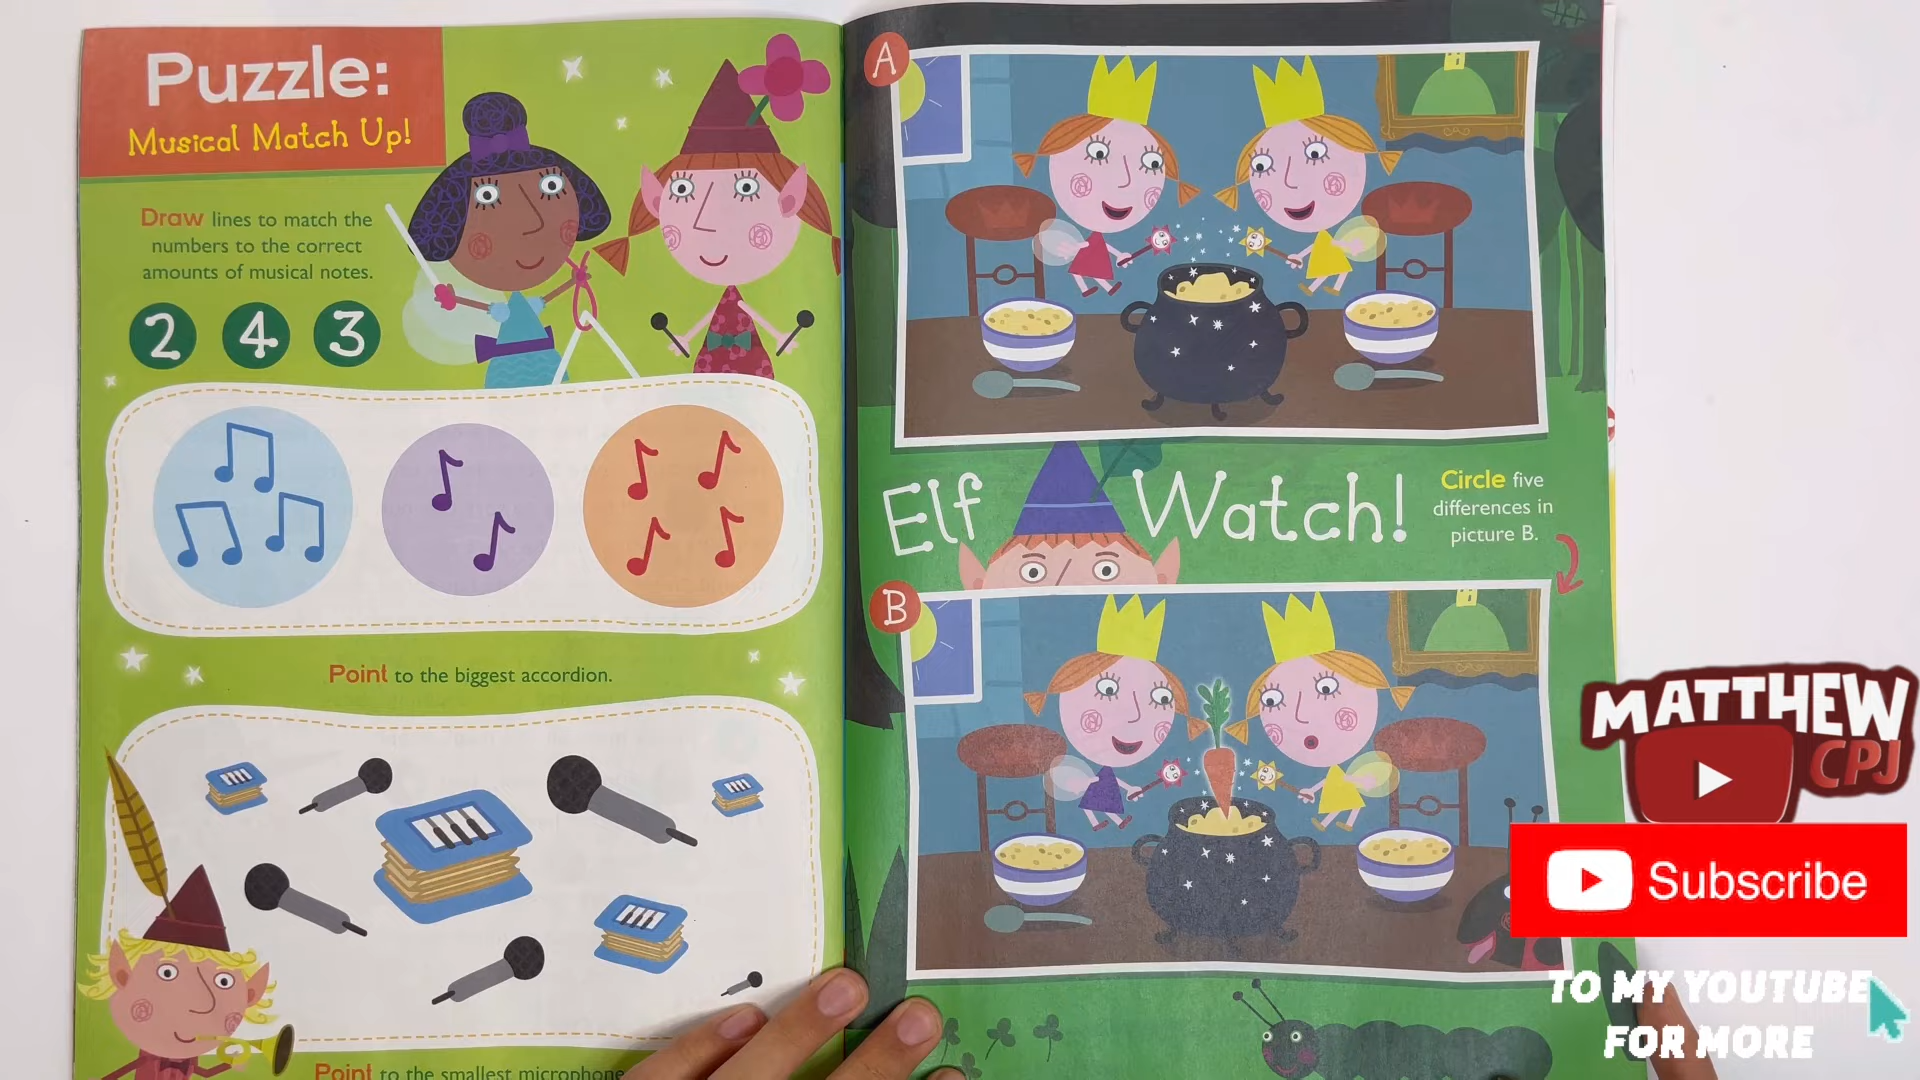 Puzzle:
Musical Match Up!
Draw lines to match the
numbers to the correct
amounts of musical notes.
2 4 3
Point to the biggest accordion.
Point to the smallest microphone
A
Elf Watch!
Circle five
differences in
picture B.
B
MATTHEW
CPJ
Subscribe
TO MY YOUTUBE
FOR MORE